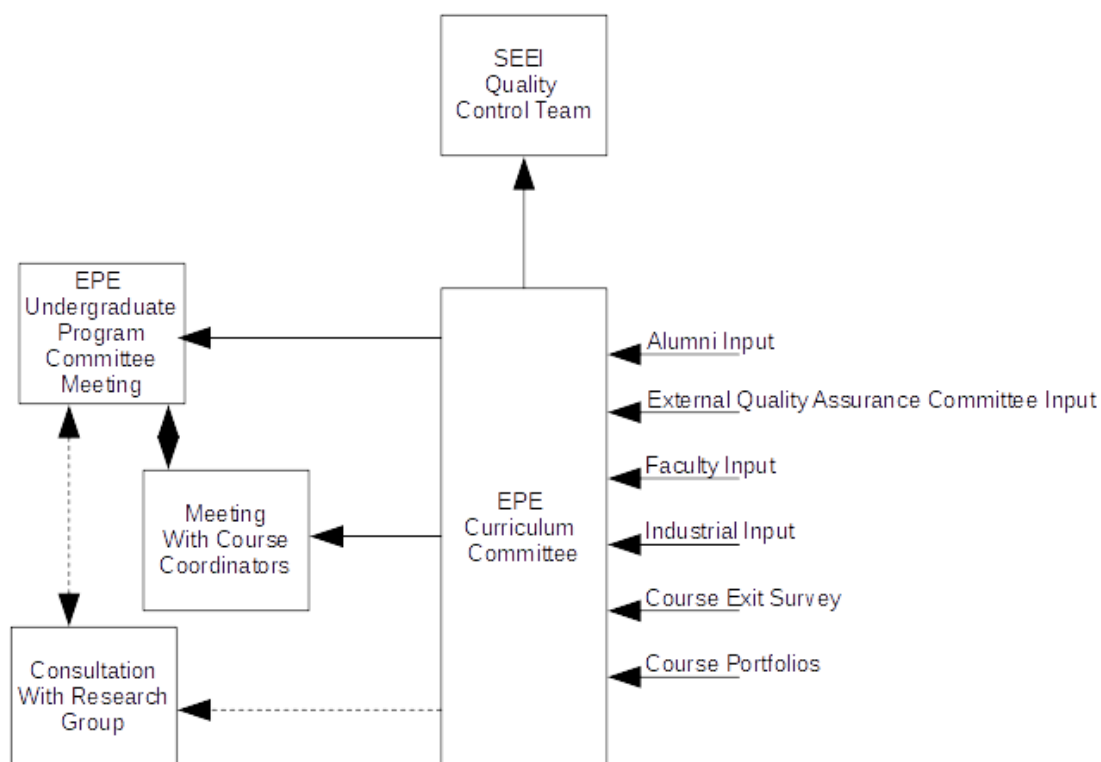 SEEI
Quality
Control Team
EPE
Undergraduate
Program
Committee
Meeting
Meeting
With Course
Coordinators
Consultation
With Research
Group
EPE
Curriculum
Committee
Alumni Input
External Quality Assurance Committee Input
Faculty Input
Industrial Input
Course Exit Survey
Course Portfolios